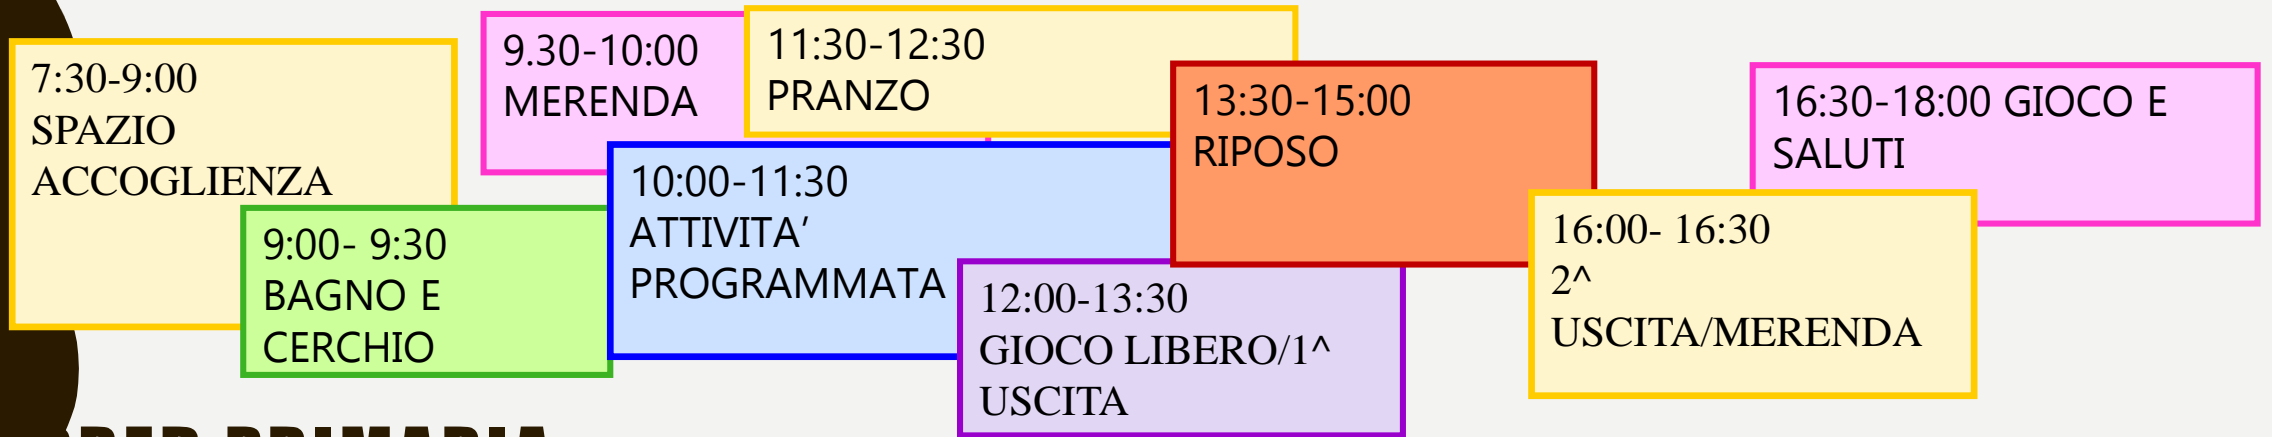 7:30-9:00
SPAZIO
ACCOGLIENZA
9:00- 9:30
BAGNO E
CERCHIO
9.30-10:00
MERENDA
10:00-11:30
ATTIVITA’
PROGRAMMATA
11:30-12:30
PRANZO
12:00-13:30
GIOCO LIBERO/1^
USCITA
13:30-15:00
RIPOSO
16:00- 16:30
2^
USCITA/MERENDA
16:30-18:00 GIOCO E
SALUTI